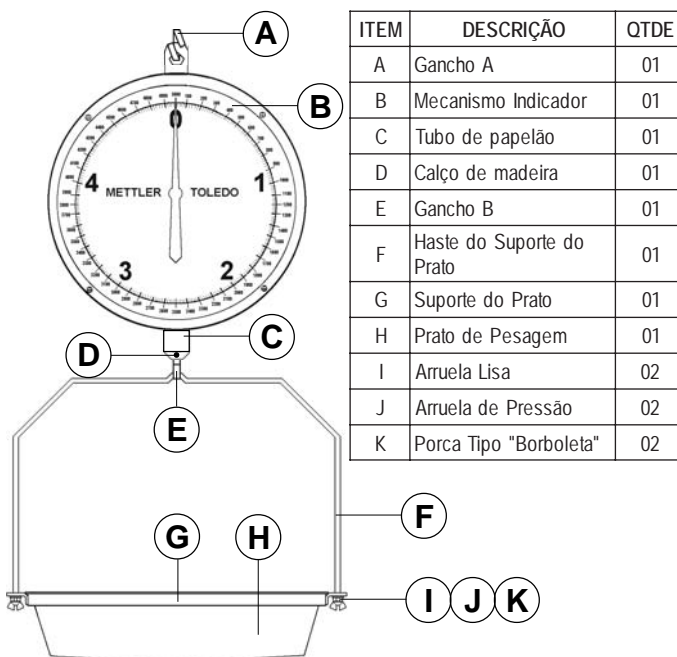 A
B
0
4
METTLER
TOLEDO
1
3
2
C
D
E
F
G
H
I J K
ITEM DESCRIÇÃO QTDE
A Gancho A 01
B Mecanismo Indicador 01
C Tubo de papelão 01
D Calço de madeira 01
E Gancho B 01
F Haste do Suporte do
Prato 01
G Suporte do Prato 01
H Prato de Pesagem 01
I Arruela Lisa 02
J Arruela de Pressão 02
K Porca Tipo "Borboleta" 02